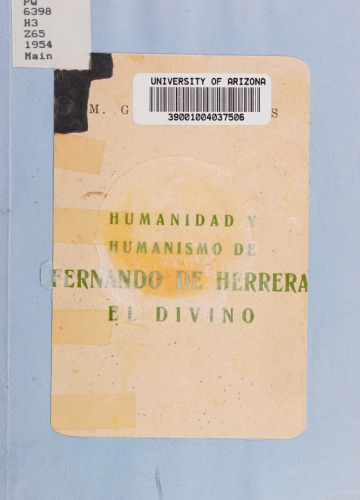 PQ
6398
H3
Z65
1954
Main
UNIVERSITY OF ARIZONA
39001004037506
M. G S
HUMANIDAD Y
HUMANISMO DE
FERNANDO DE HERRERA
EL DIVINO